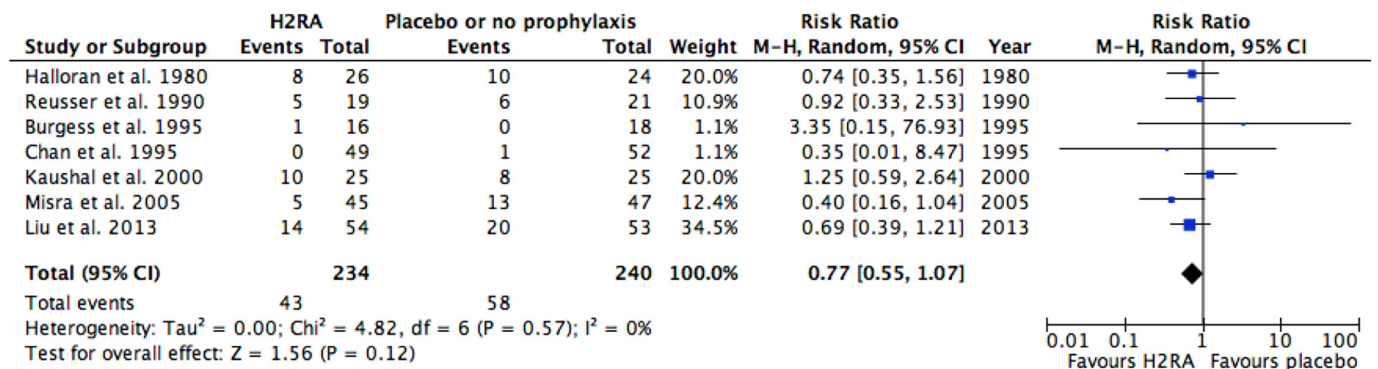 H2RA Placebo or no prophylaxis Risk Ratio Risk Ratio
Study or Subgroup Events Total Events Total Weight M-H, Random, 95% CI Year M-H, Random, 95% CI
Halloran et al. 1980 8 26 10 24 20.0% 0.74 [0.35, 1.56] 1980
Reusser et al. 1990 5 19 6 21 10.9% 0.92 [0.33, 2.53] 1990
Burgess et al. 1995 1 16 0 18 1.1% 3.35 [0.15, 76.93] 1995
Chan et al. 1995 0 49 1 52 1.1% 0.35 [0.01, 8.47] 1995
Kaushal et al. 2000 10 25 8 25 20.0% 1.25 [0.59, 2.64] 2000
Misra et al. 2005 5 45 13 47 12.4% 0.40 [0.16, 1.04] 2005
Liu et al. 2013 14 54 20 53 34.5% 0.69 [0.39, 1.21] 2013
Total (95% CI) 234 240 100.0% 0.77 [0.55, 1.07]
Total events 43 58
Heterogeneity: Tau² = 0.00; Chi² = 4.82, df = 6 (P = 0.57); I² = 0%
Test for overall effect: Z = 1.56 (P = 0.12)
0.01 0.1 1 10 100
Favours H2RA Favours placebo